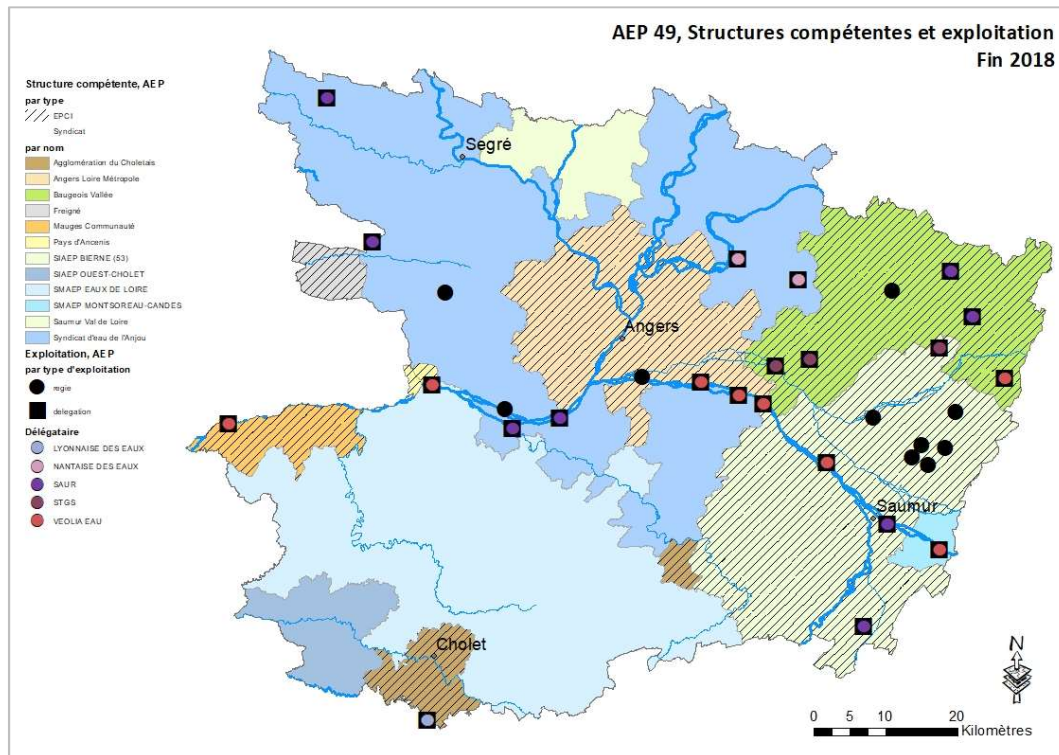 AEP 49, Structures compétentes et exploitation
Fin 2018
Structure compétente, AEP
par type
EPCI
Syndicat
par nom
Agglomération du Choletais
Angers Loire Métropole
Baugeois Vallée
Freigné
Mauges Communauté
Pays d'Ancenis
SIAEP BIERNE (53)
SIAEP OUEST-CHOLET
SMAEP EAUX DE LOIRE
SMAEP MONTSOREAU-CANDES
Saumur Val de Loire
Syndicat d'eau de l'Anjou
Exploitation, AEP
par type d'exploitation
regie
delegation
Délégataire
LYONNAISE DES EAUX
NANTAISE DES EAUX
SAUR
STGS
VEOLIA EAU
Segré
Angers
Saumur
Cholet
N
0 5 10 20
Kilomètres